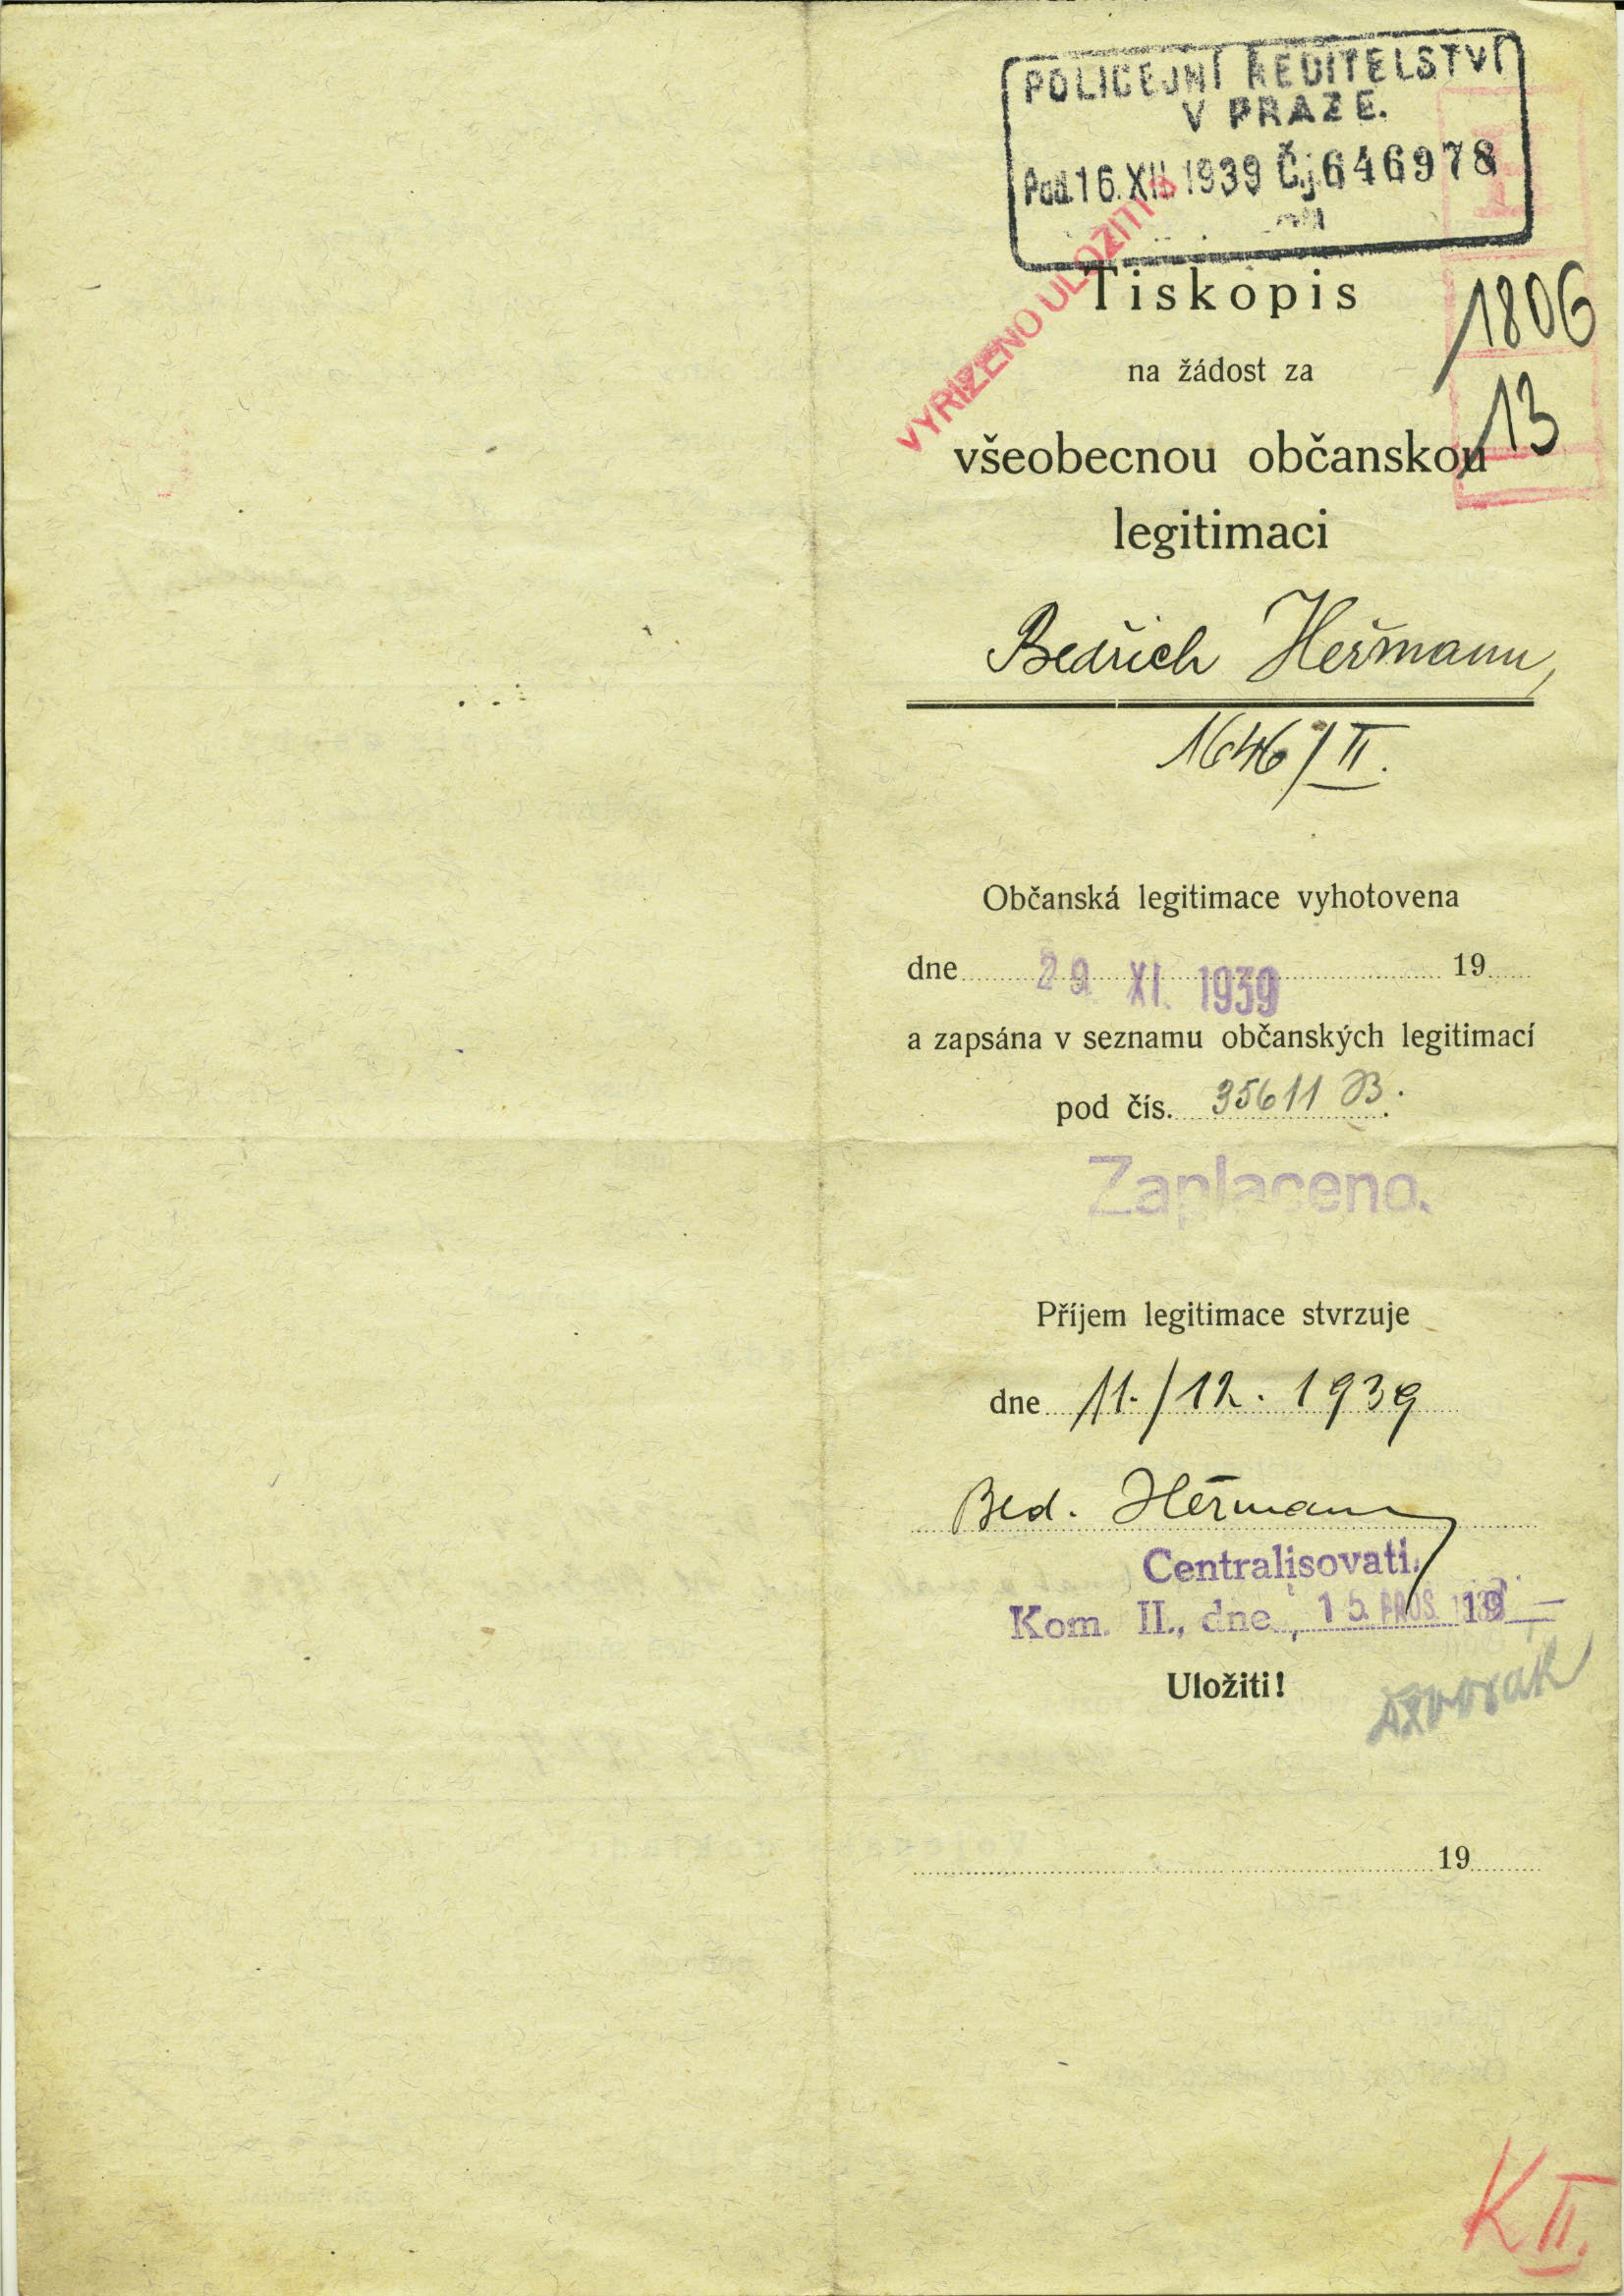 POLICEJNÍ ŘEDITELSTVÍ
V PRAZE.
Pod. 16. XII. 1939 Č.j. 646978
VYŘÍZENO ULOŽITI
Tiskopis
1806
na žádost za
13
všeobecnou občanskou
legitimaci
Bedřich Heřmann,
1646/II.
Občanská legitimace vyhotovena
dne 29. XI. 1939 19
a zapsána v seznamu občanských legitimací
pod čís. 35611 B.
Zaplaceno.
Příjem legitimace stvrzuje
dne 11./12. 1939
Bed. Heřmann
Centralisovati.
Kom. II., dne 15. PROS. 1939 19
Uložiti!
Dvořák
19
K II.